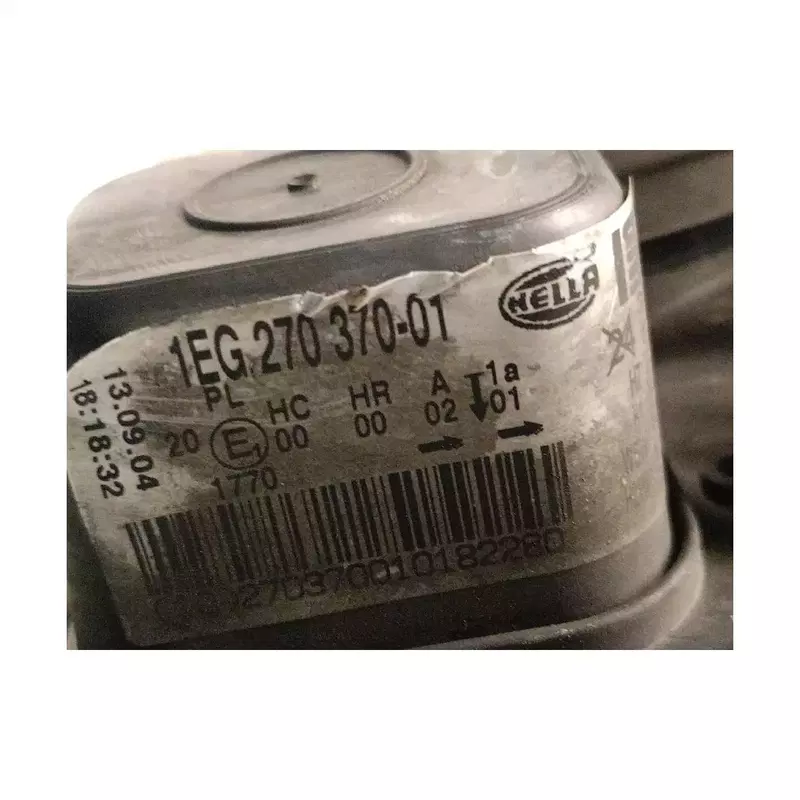 HELLA
1EG.270 370-01
13.09.04
18:18:32
PL HC HR A 1a
20 E1 00 00 02 01
1770
24